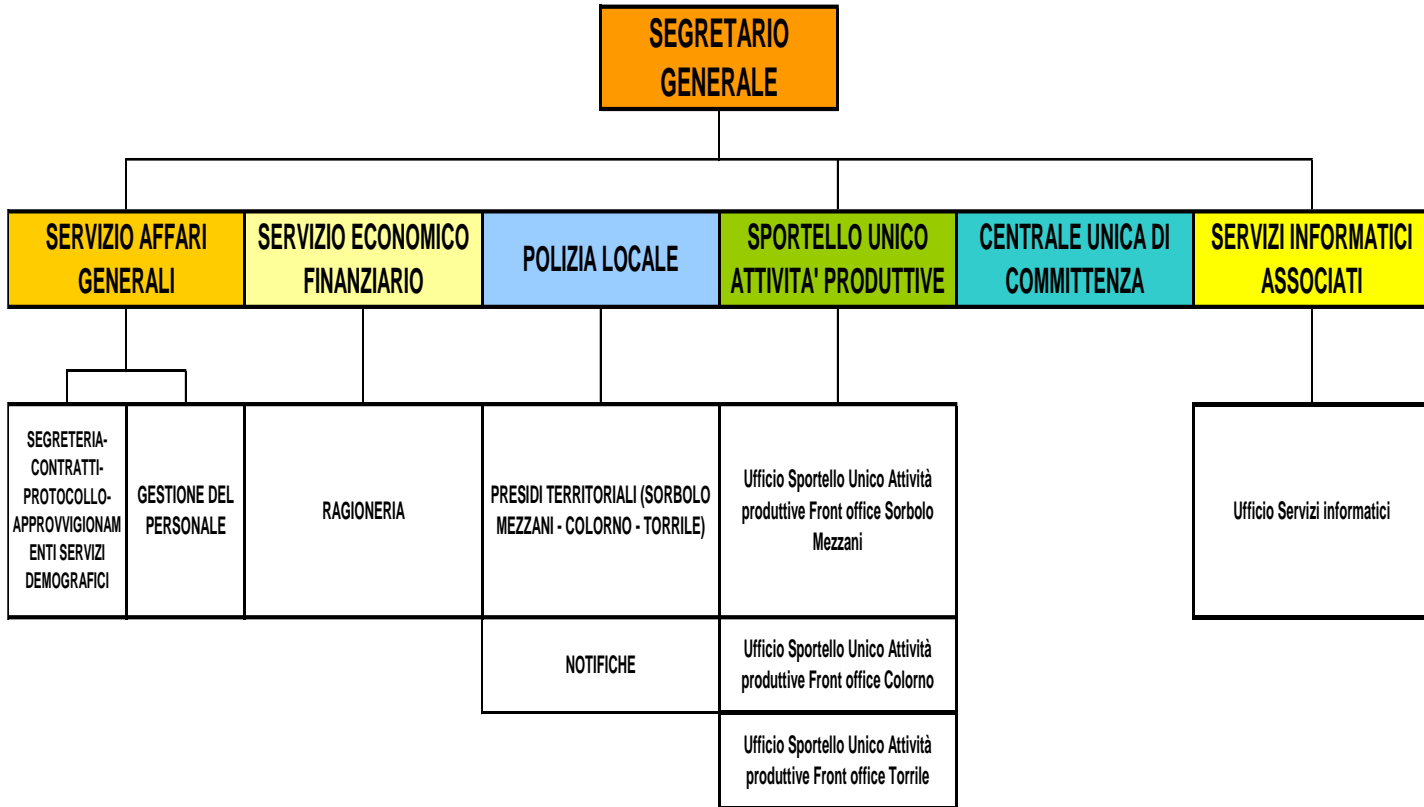 SEGRETARIO
GENERALE
SERVIZIO AFFARI
GENERALI
SERVIZIO ECONOMICO
FINANZIARIO
POLIZIA LOCALE
SPORTELLO UNICO
ATTIVITA' PRODUTTIVE
CENTRALE UNICA DI
COMMITTENZA
SERVIZI INFORMATICI
ASSOCIATI
SEGRETERIA-
CONTRATTI-
PROTOCOLLO-
APPROVVIGIONAM
ENTI SERVIZI
DEMOGRAFICI
GESTIONE DEL
PERSONALE
RAGIONERIA
PRESIDI TERRITORIALI (SORBOLO
MEZZANI - COLORNO - TORRILE)
Ufficio Sportello Unico Attività
produttive Front office Sorbolo
Mezzani
Ufficio Servizi informatici
NOTIFICHE
Ufficio Sportello Unico Attività
produttive Front office Colorno
Ufficio Sportello Unico Attività
produttive Front office Torrile